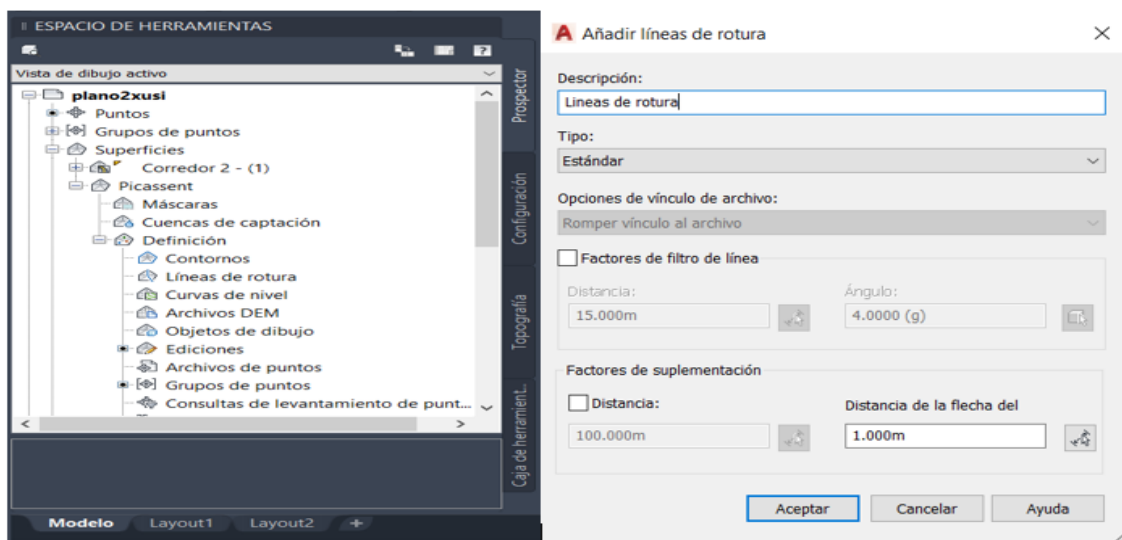 ESPACIO DE HERRAMIENTAS
Vista de dibujo activo
plano2xusi
Puntos
Grupos de puntos
Superficies
Corredor 2 - (1)
Picassent
Máscaras
Cuencas de captación
Definición
Contornos
Líneas de rotura
Curvas de nivel
Archivos DEM
Objetos de dibujo
Ediciones
Archivos de puntos
Grupos de puntos
Consultas de levantamiento de punt...
Prospector
Configuración
Topografía
Caja de herramient...
Modelo Layout1 Layout2 +
Añadir líneas de rotura
Descripción:
Lineas de rotura
Tipo:
Estándar
Opciones de vínculo de archivo:
Romper vínculo al archivo
Factores de filtro de línea
Distancia: Ángulo:
15.000m 4.0000 (g)
Factores de suplementación
Distancia: Distancia de la flecha del
100.000m 1.000m
Aceptar Cancelar Ayuda